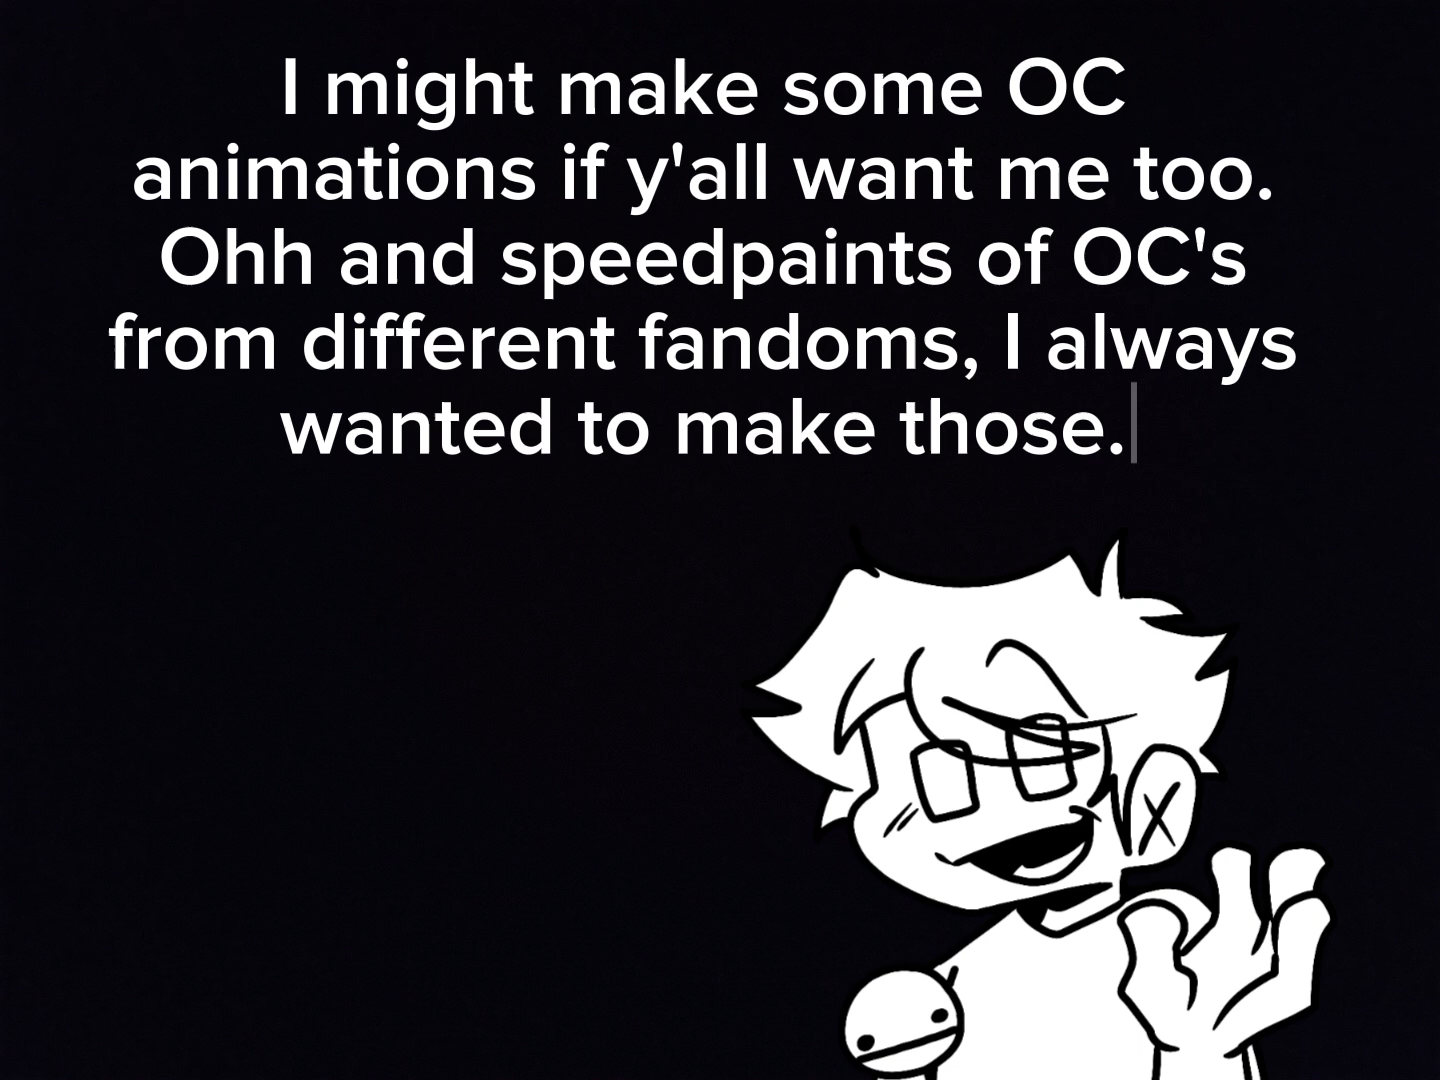 I might make some OC
animations if y'all want me too.
Ohh and speedpaints of OC's
from different fandoms, I always
wanted to make those.